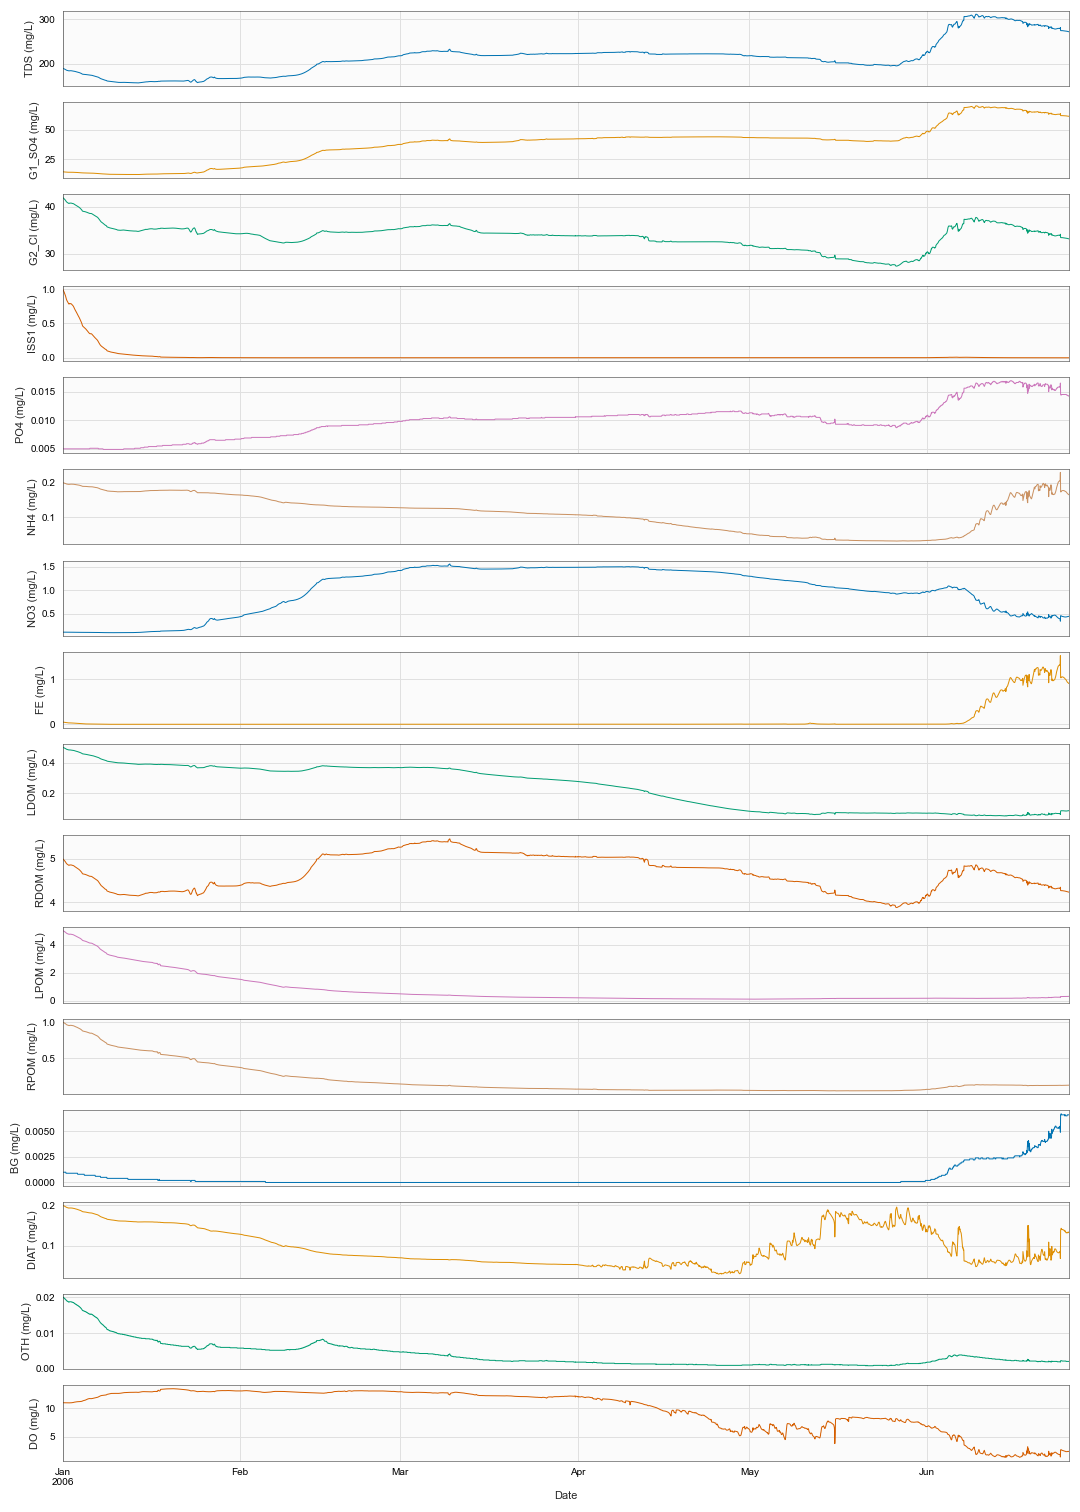 TDS (mg/L)
300
200
G1_SO4 (mg/L)
50
25
G2_Cl (mg/L)
40
30
ISS1 (mg/L)
1.0
0.5
0.0
PO4 (mg/L)
0.015
0.010
0.005
NH4 (mg/L)
0.2
0.1
NO3 (mg/L)
1.5
1.0
0.5
FE (mg/L)
1
0
LDOM (mg/L)
0.4
0.2
RDOM (mg/L)
5
4
LPOM (mg/L)
4
2
0
RPOM (mg/L)
1.0
0.5
BG (mg/L)
0.0050
0.0025
0.0000
DIAT (mg/L)
0.2
0.1
OTH (mg/L)
0.02
0.01
0.00
DO (mg/L)
10
5
Jan Feb Mar Apr May Jun
2006
Date